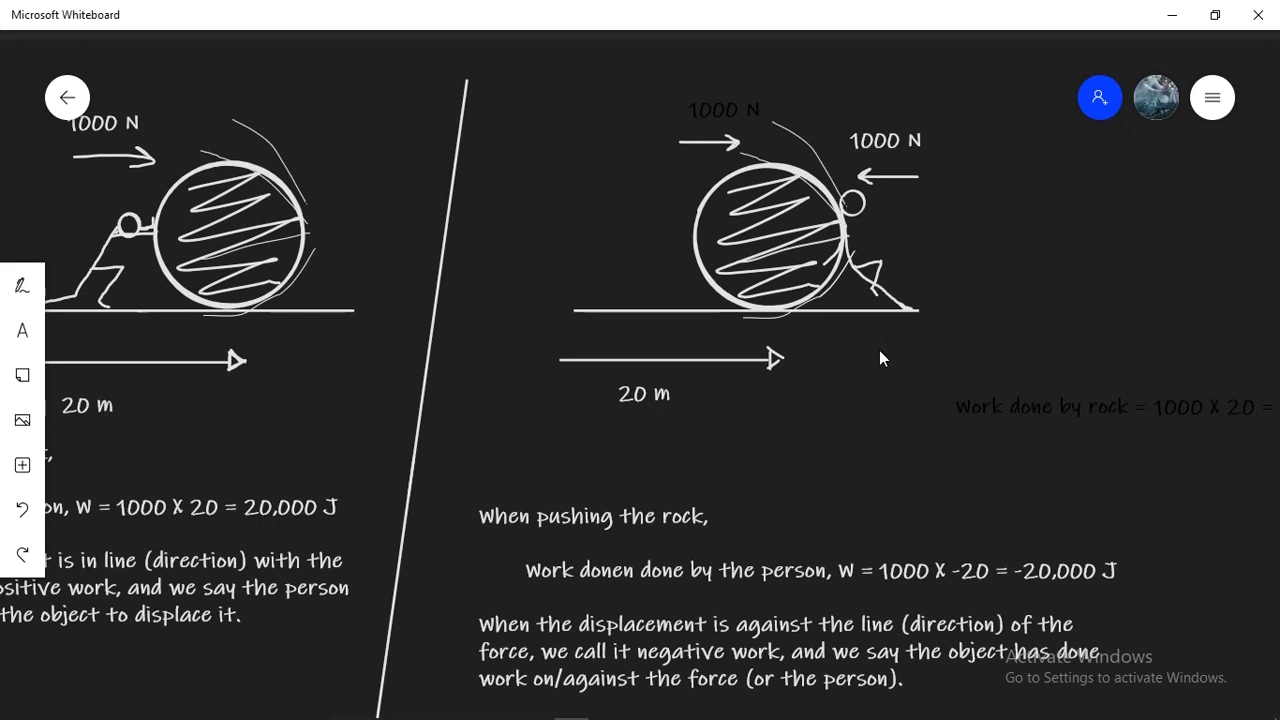 Microsoft Whiteboard
1000 N
20 m
t,
on, W = 1000 X 20 = 20,000 J
t is in line (direction) with the
ositive work, and we say the person
the object to displace it.
1000 N
1000 N
20 m
Work done by rock = 1000 X 20 =
When pushing the rock,
Work donen done by the person, W = 1000 X -20 = -20,000 J
When the displacement is against the line (direction) of the
force, we call it negative work, and we say the object has done
work on/against the force (or the person).
Activate Windows
Go to Settings to activate Windows.